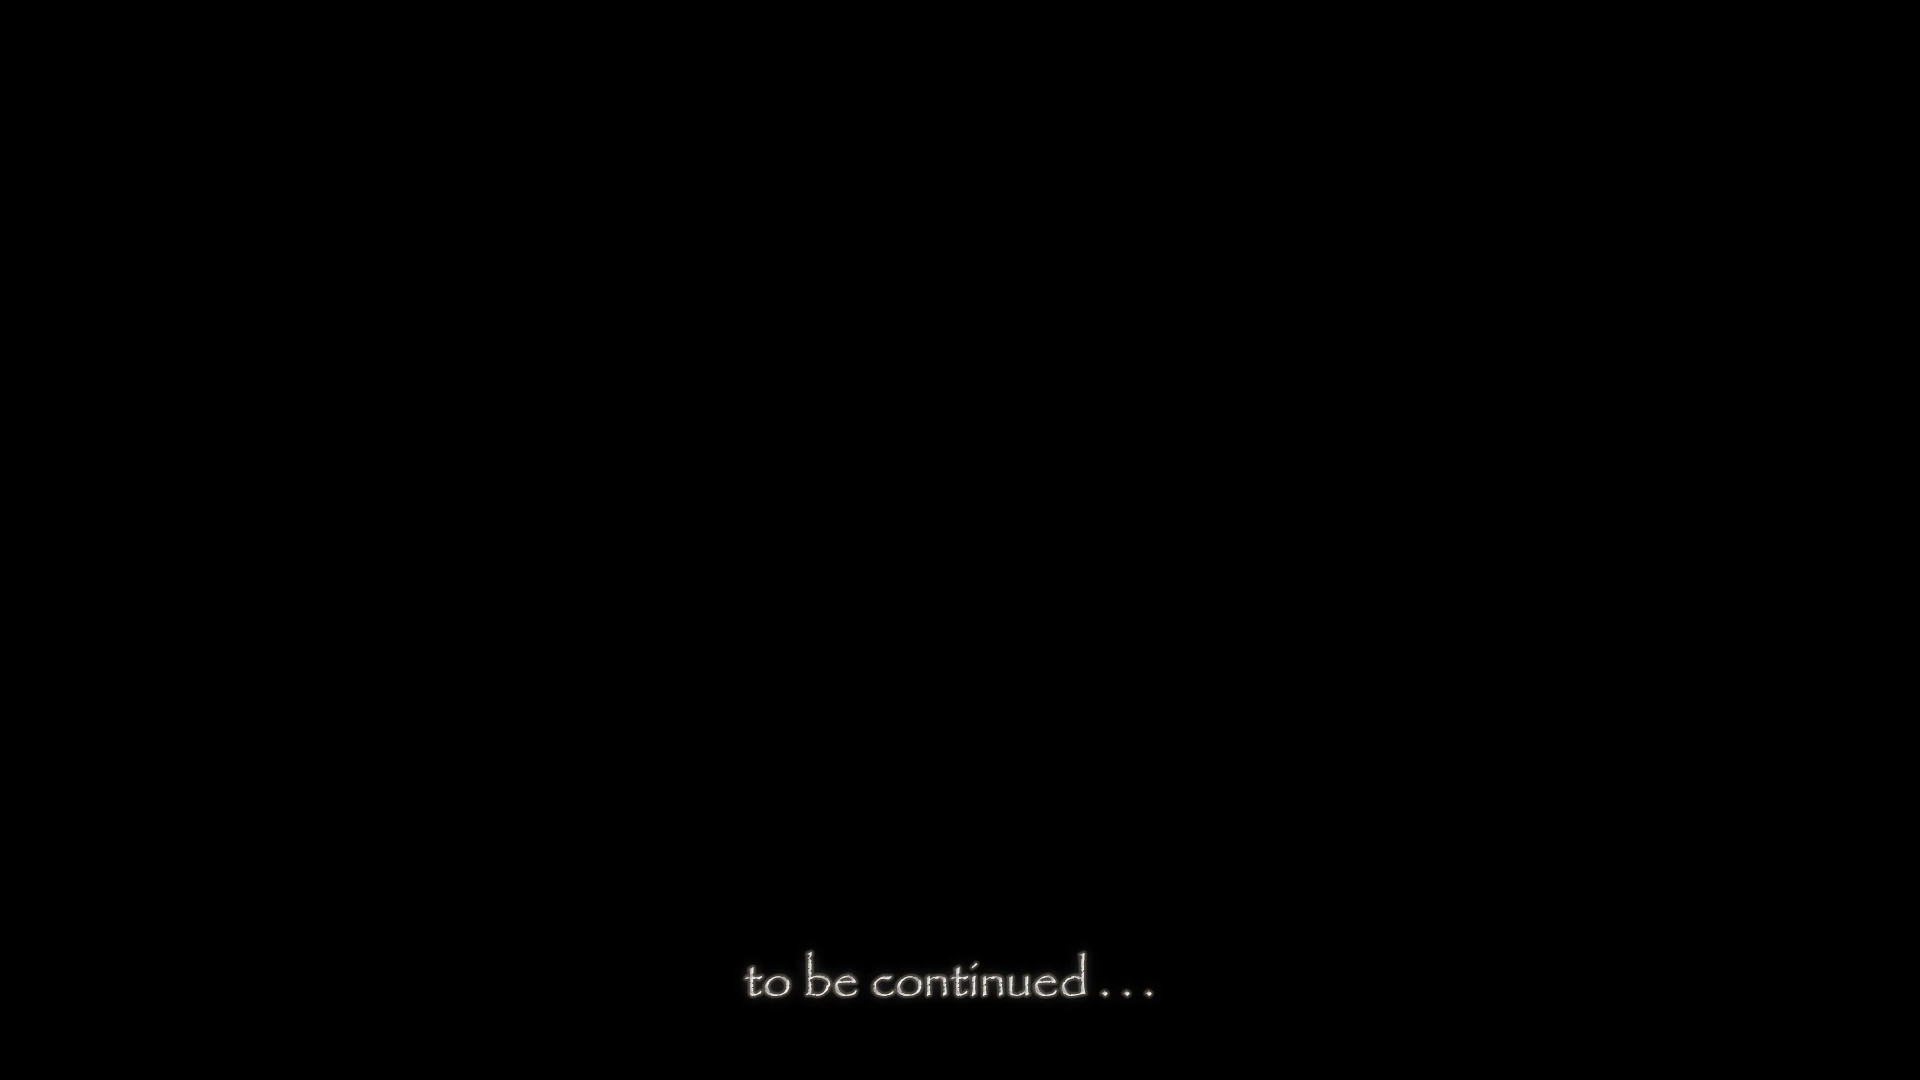 to be continued . . .